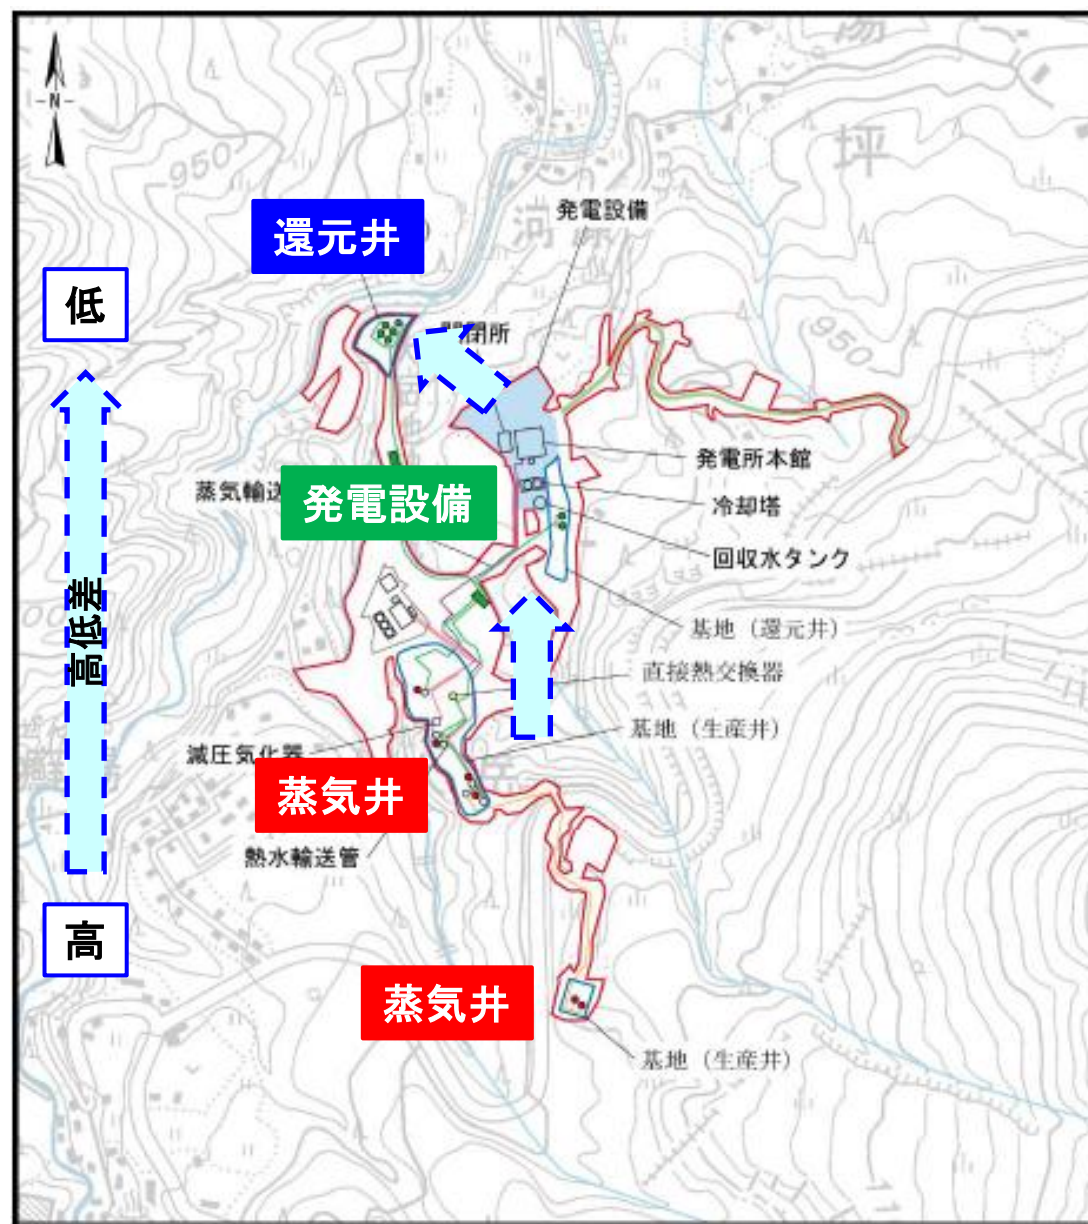 N
湯
坪
950
発電設備
還元井
河
低
開閉所
950
発電所本館
蒸気輸送
発電設備
冷却塔
回収水タンク
高低差
基地（還元井）
直接熱交換器
基地（生産井）
減圧気化器
蒸気井
熱水輸送管
高
蒸気井
基地（生産井）